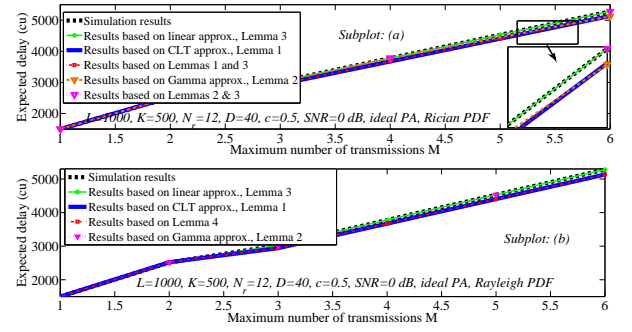 5000
4000
3000
2000
Expected delay (cu)
Simulation results
Results based on linear approx., Lemma 3
Results based on CLT approx., Lemma 1
Results based on Lemmas 1 and 3
Results based on Gamma approx., Lemma 2
Results based on Lemmas 2 & 3
Subplot: (a)
L=1000, K=500, N_r=12, D=40, c=0.5, SNR=0 dB, ideal PA, Rician PDF
1 1.5 2 2.5 3 3.5 4 4.5 5 5.5 6
Maximum number of transmissions M
5000
4000
3000
2000
Expected delay (cu)
Simulation results
Results based on linear approx., Lemma 3
Results based on CLT approx., Lemma 1
Results based on Lemma 4
Results based on Gamma approx., Lemma 2
Subplot: (b)
L=1000, K=500, N_r=12, D=40, c=0.5, SNR=0 dB, ideal PA, Rayleigh PDF
1 1.5 2 2.5 3 3.5 4 4.5 5 5.5 6
Maximum number of transmissions M